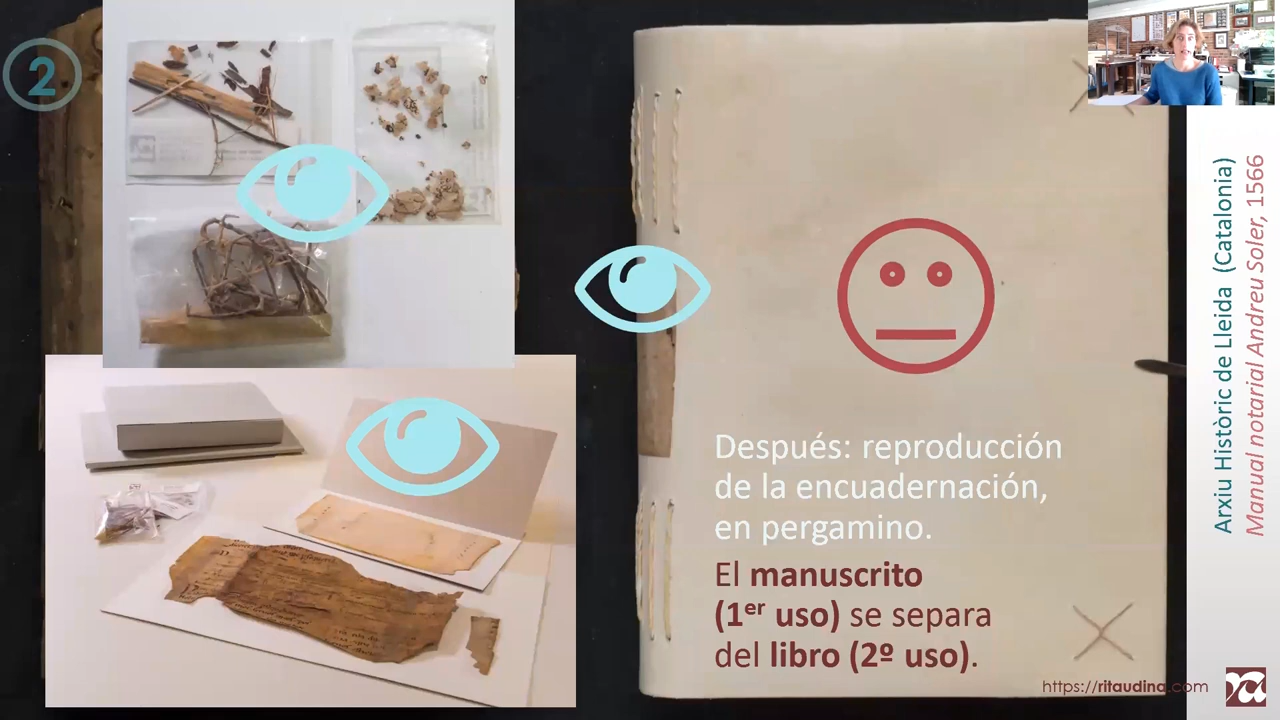 2
Después: reproducción
de la encuadernación,
en pergamino.
El manuscrito
(1er uso) se separa
del libro (2º uso).
https://ritaudina.com
Arxiu Històric de Lleida (Catalonia)
Manual notarial Andreu Soler, 1566